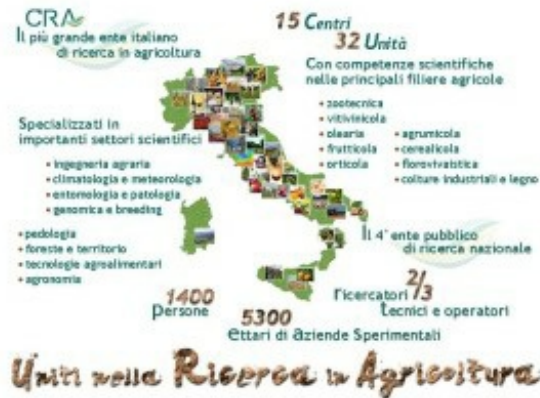 CRA
Il più grande ente italiano
di ricerca in agricoltura
15 Centri
32 Unità
Con competenze scientifiche
nelle principali filiere agricole
• zootecnica
• vitivinicola
• olearia
• frutticola
• orticola
• agrumicola
• cerealicola
• florovivaistica
• colture industriali e legno
Specializzati in
importanti settori scientifici
• ingegneria agraria
• climatologia e meteorologia
• entomologia e patologia
• genomica e breeding
• pedologia
• foreste e territorio
• tecnologie agroalimentari
• agronomia
Il 4° ente pubblico
di ricerca nazionale
1400
persone
5300
ettari di aziende Sperimentali
2/3
ricercatori
tecnici e operatori
Uniti nella Ricerca in Agricoltura